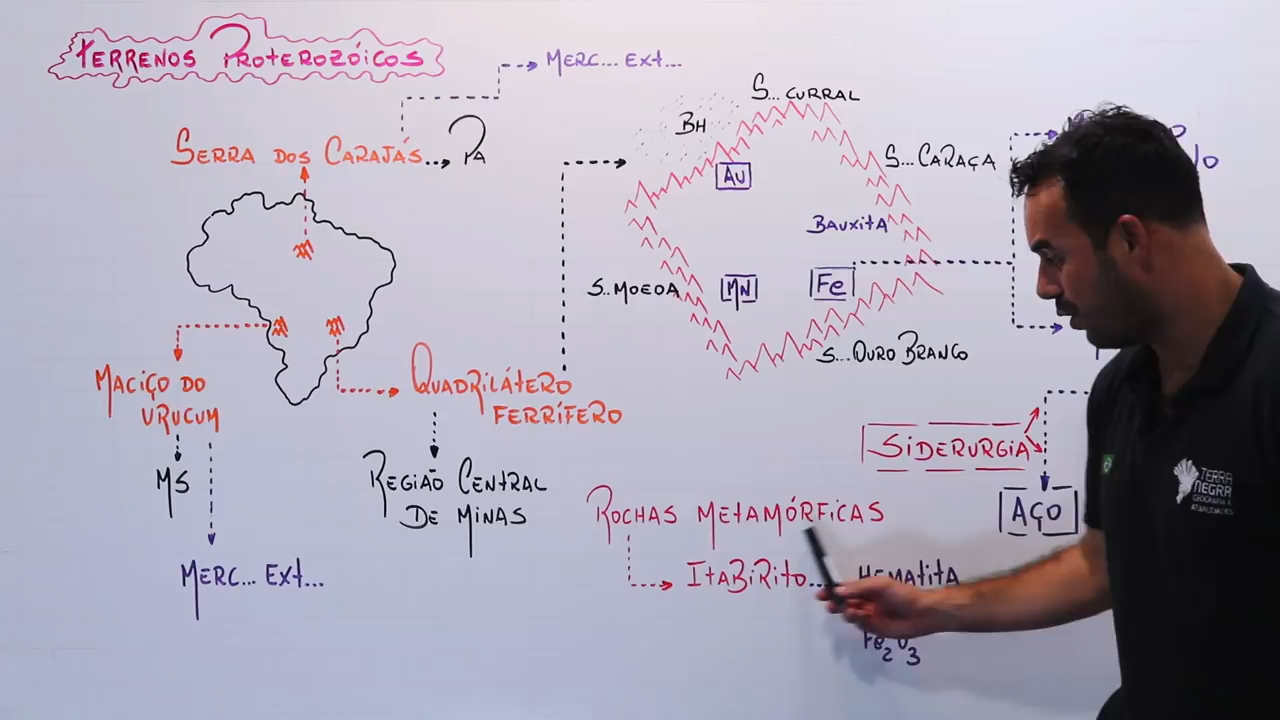 TERRENOS PROTEROZÓICOS
MERC... EXT...
SERRA DOS CARAJÁS... PA
MACIÇO DO
URUCUM
MS
MERC... EXT...
QUADRILÁTERO
FERRÍFERO
REGIÃO CENTRAL
DE MINAS
BH
S... CURRAL
S... CARAÇA
AU
BAUXITA
S.. MOEDA
MN
Fe
S... OURO BRANCO
SIDERURGIA
AÇO
ROCHAS METAMÓRFICAS
ITABIRITO... HEMATITA
Fe2O3
TERRA
NEGRA
GEOGRAFIA E
ATUALIDADES